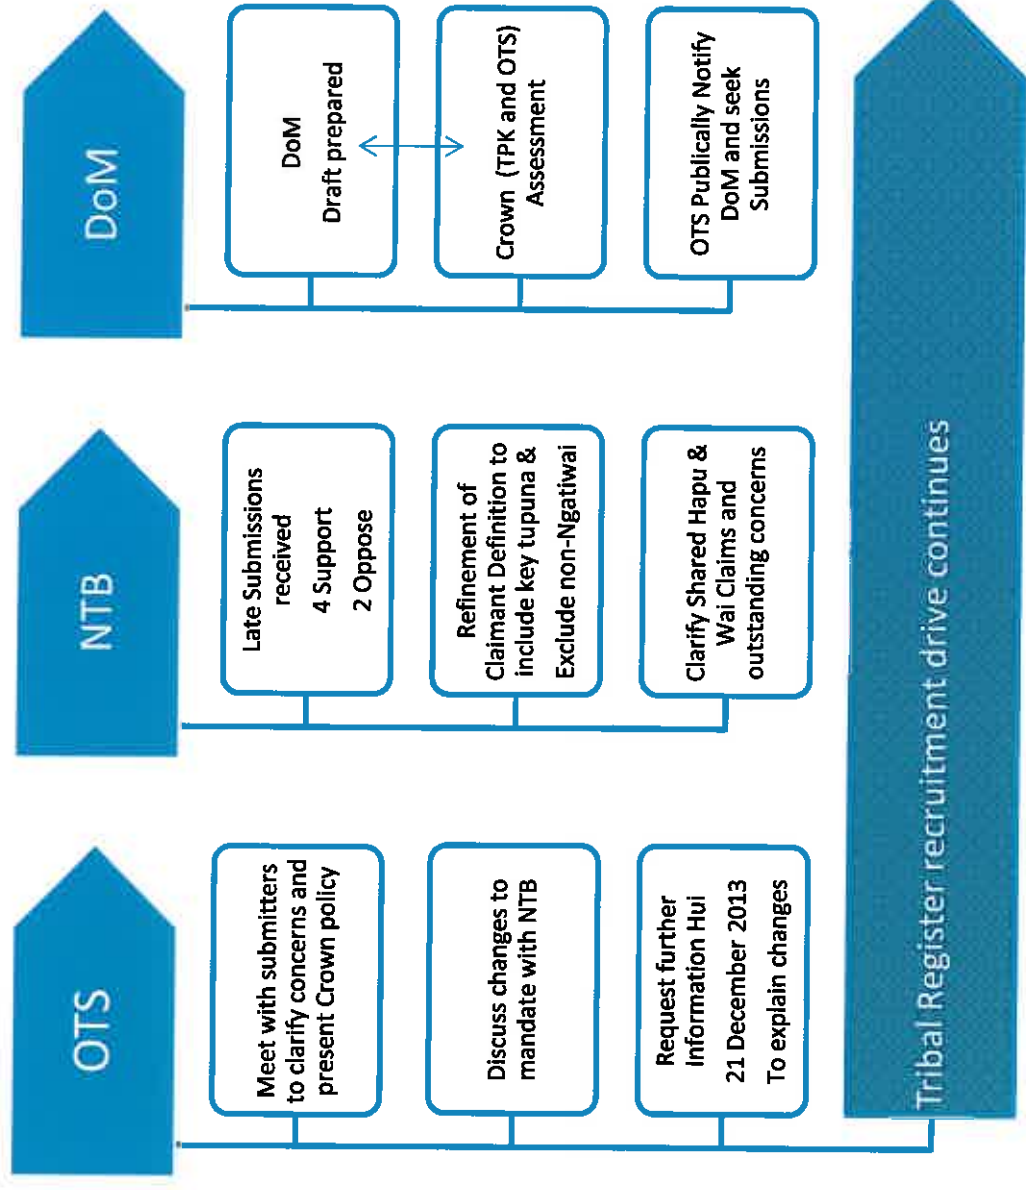 OTS
Meet with submitters
to clarify concerns and
present Crown policy
Discuss changes to
mandate with NTB
Request further
Information Hui
21 December 2013
To explain changes
NTB
Late Submissions
received
4 Support
2 Oppose
Refinement of
Claimant Definition to
include key tupuna &
Exclude non-Ngatiwai
Clarify Shared Hapu &
Wai Claims and
outstanding concerns
DoM
DoM
Draft prepared
Crown (TPK and OTS)
Assessment
OTS Publically Notify
DoM and seek
Submissions
Tribal Register recruitment drive continues